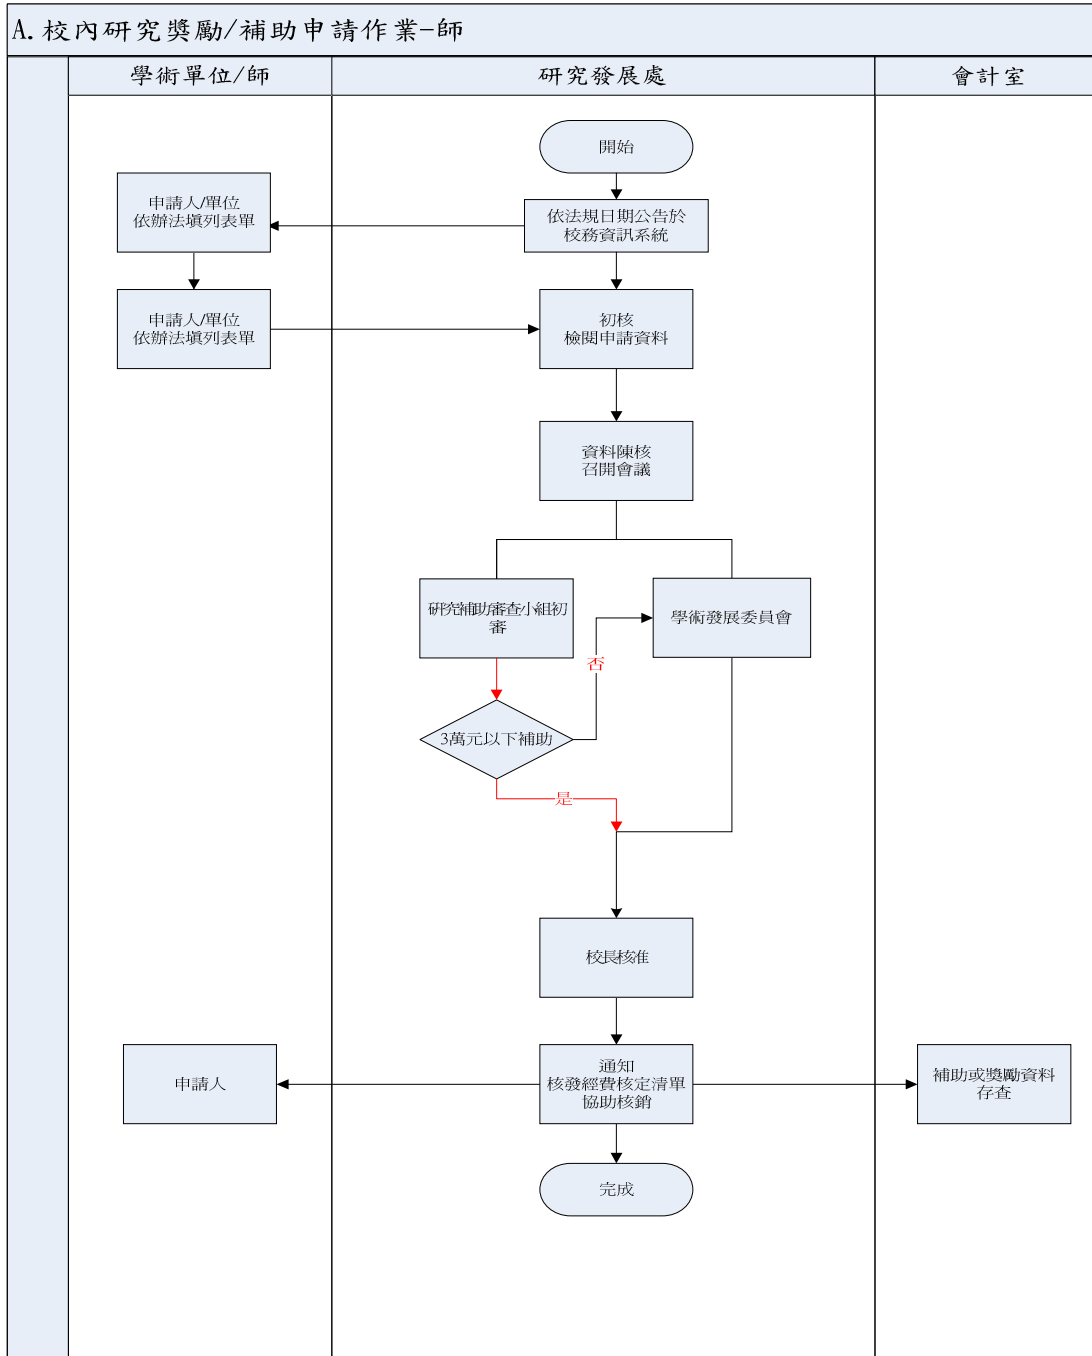 A.校內研究獎勵/補助申請作業-師
學術單位/師
研究發展處
會計室
開始
依法規日期公告於
校務資訊系統
申請人/單位
依辦法填列表單
申請人/單位
依辦法填列表單
初核
檢閱申請資料
資料陳核
召開會議
研究補助審查小組初
審
學術發展委員會
否
3萬元以下補助
是
校長核准
通知
核發經費核定清單
協助核銷
申請人
補助或獎勵資料
存查
完成